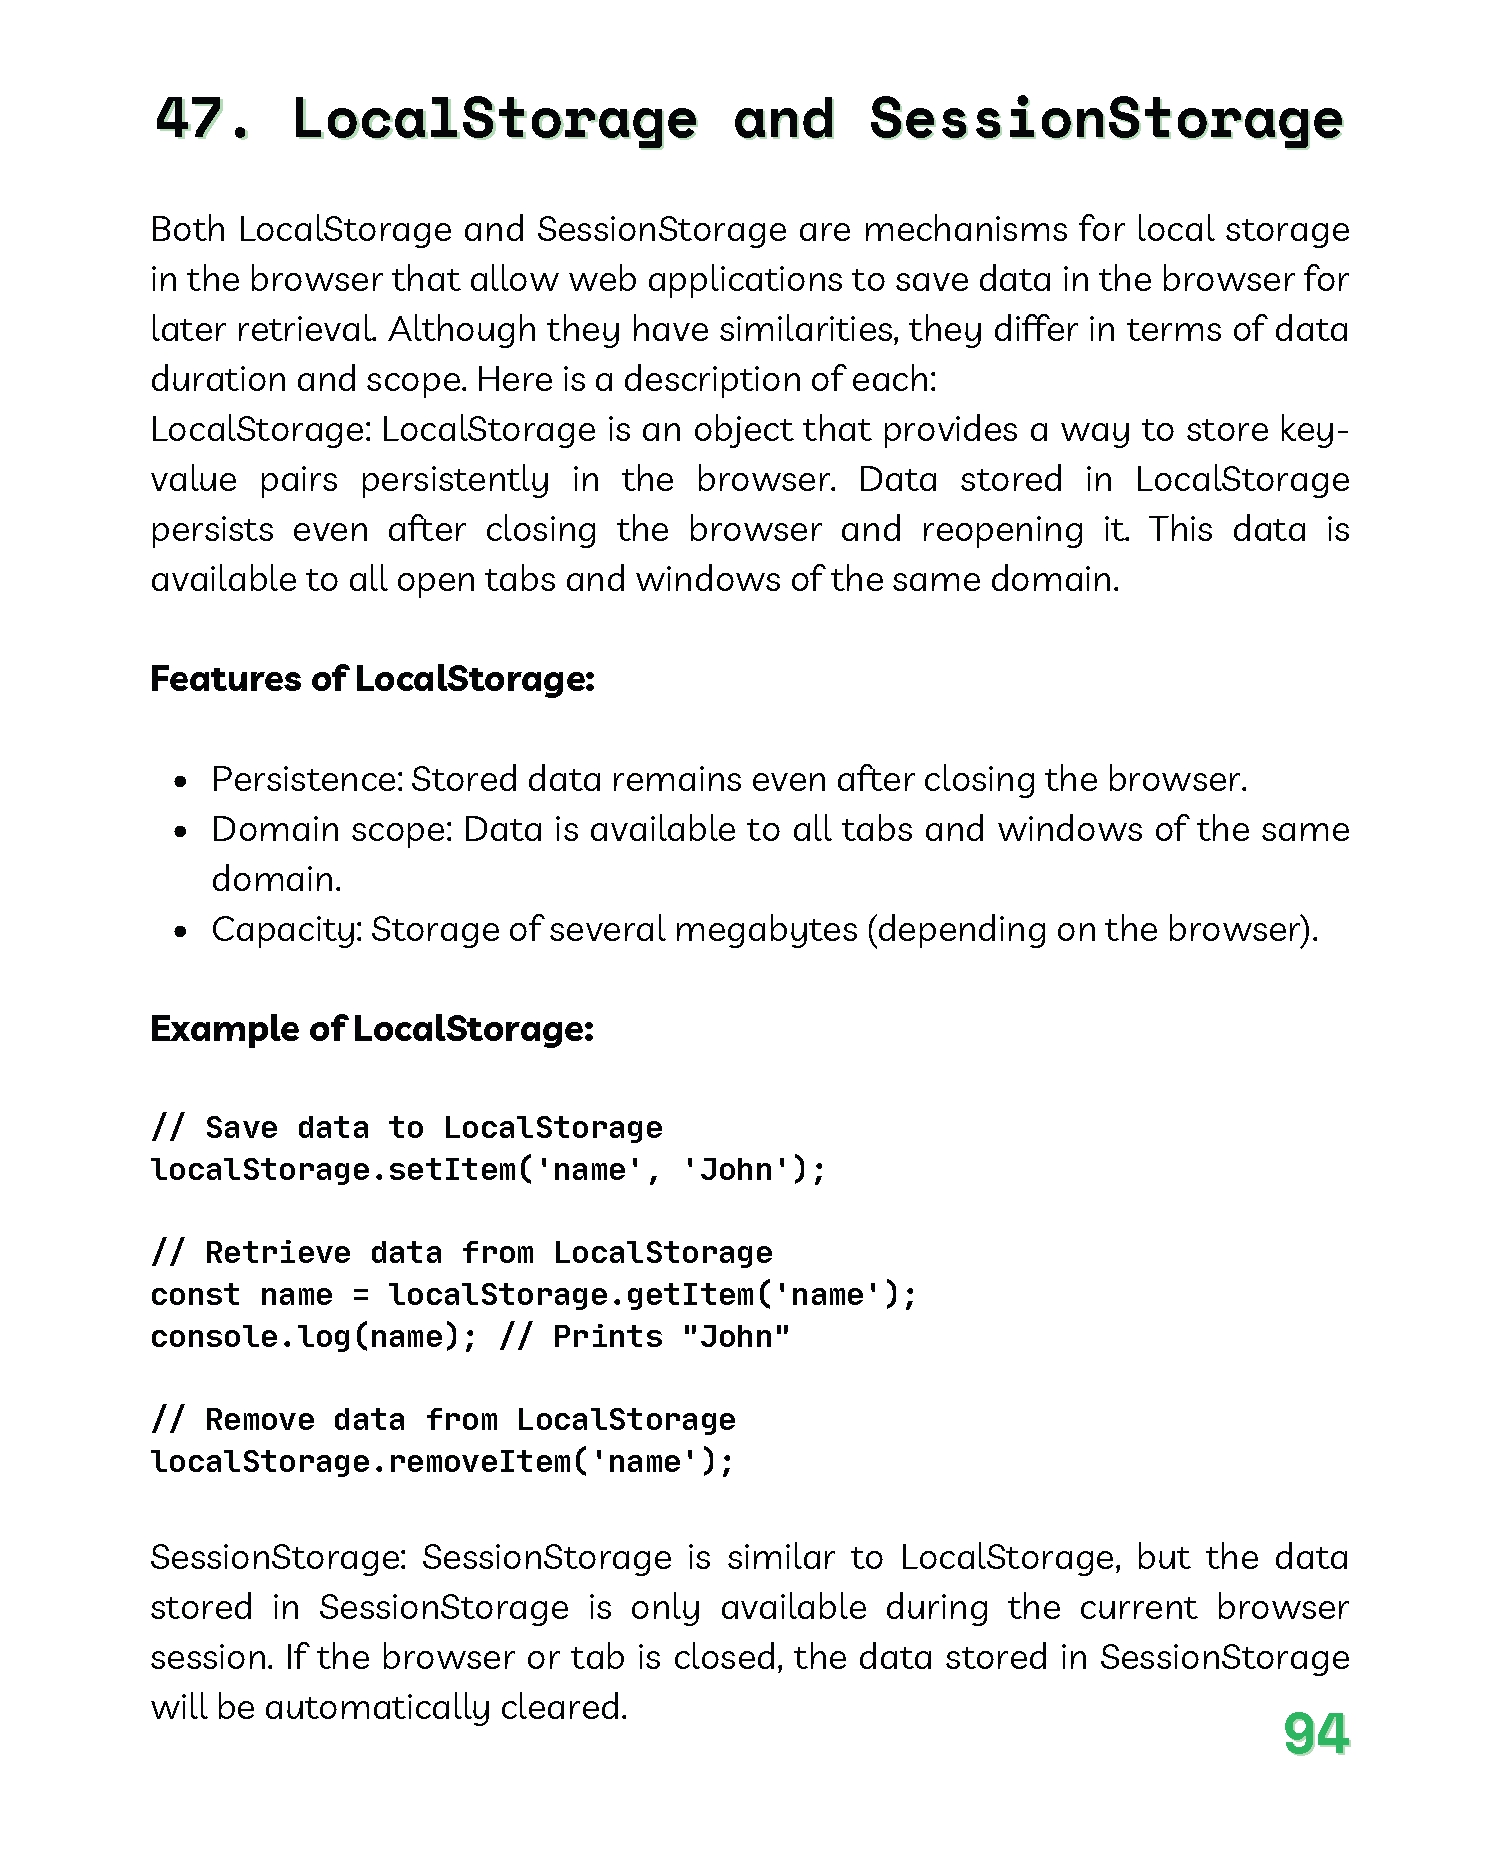 47. LocalStorage and SessionStorage
Both LocalStorage and SessionStorage are mechanisms for local storage
in the browser that allow web applications to save data in the browser for
later retrieval. Although they have similarities, they differ in terms of data
duration and scope. Here is a description of each:
LocalStorage: LocalStorage is an object that provides a way to store key-
value pairs persistently in the browser. Data stored in LocalStorage
persists even after closing the browser and reopening it. This data is
available to all open tabs and windows of the same domain.
Features of LocalStorage:
• Persistence: Stored data remains even after closing the browser.
• Domain scope: Data is available to all tabs and windows of the same
domain.
• Capacity: Storage of several megabytes (depending on the browser).
Example of LocalStorage:
// Save data to LocalStorage
localStorage.setItem('name', 'John');
// Retrieve data from LocalStorage
const name = localStorage.getItem('name');
console.log(name); // Prints "John"
// Remove data from LocalStorage
localStorage.removeItem('name');
SessionStorage: SessionStorage is similar to LocalStorage, but the data
stored in SessionStorage is only available during the current browser
session. If the browser or tab is closed, the data stored in SessionStorage
will be automatically cleared.
94